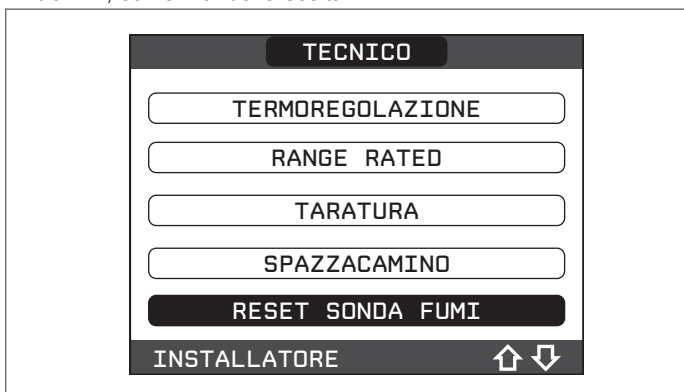 TECNICO
TERMOREGOLAZIONE
RANGE RATED
TARATURA
SPAZZACAMINO
RESET SONDA FUMI
INSTALLATORE